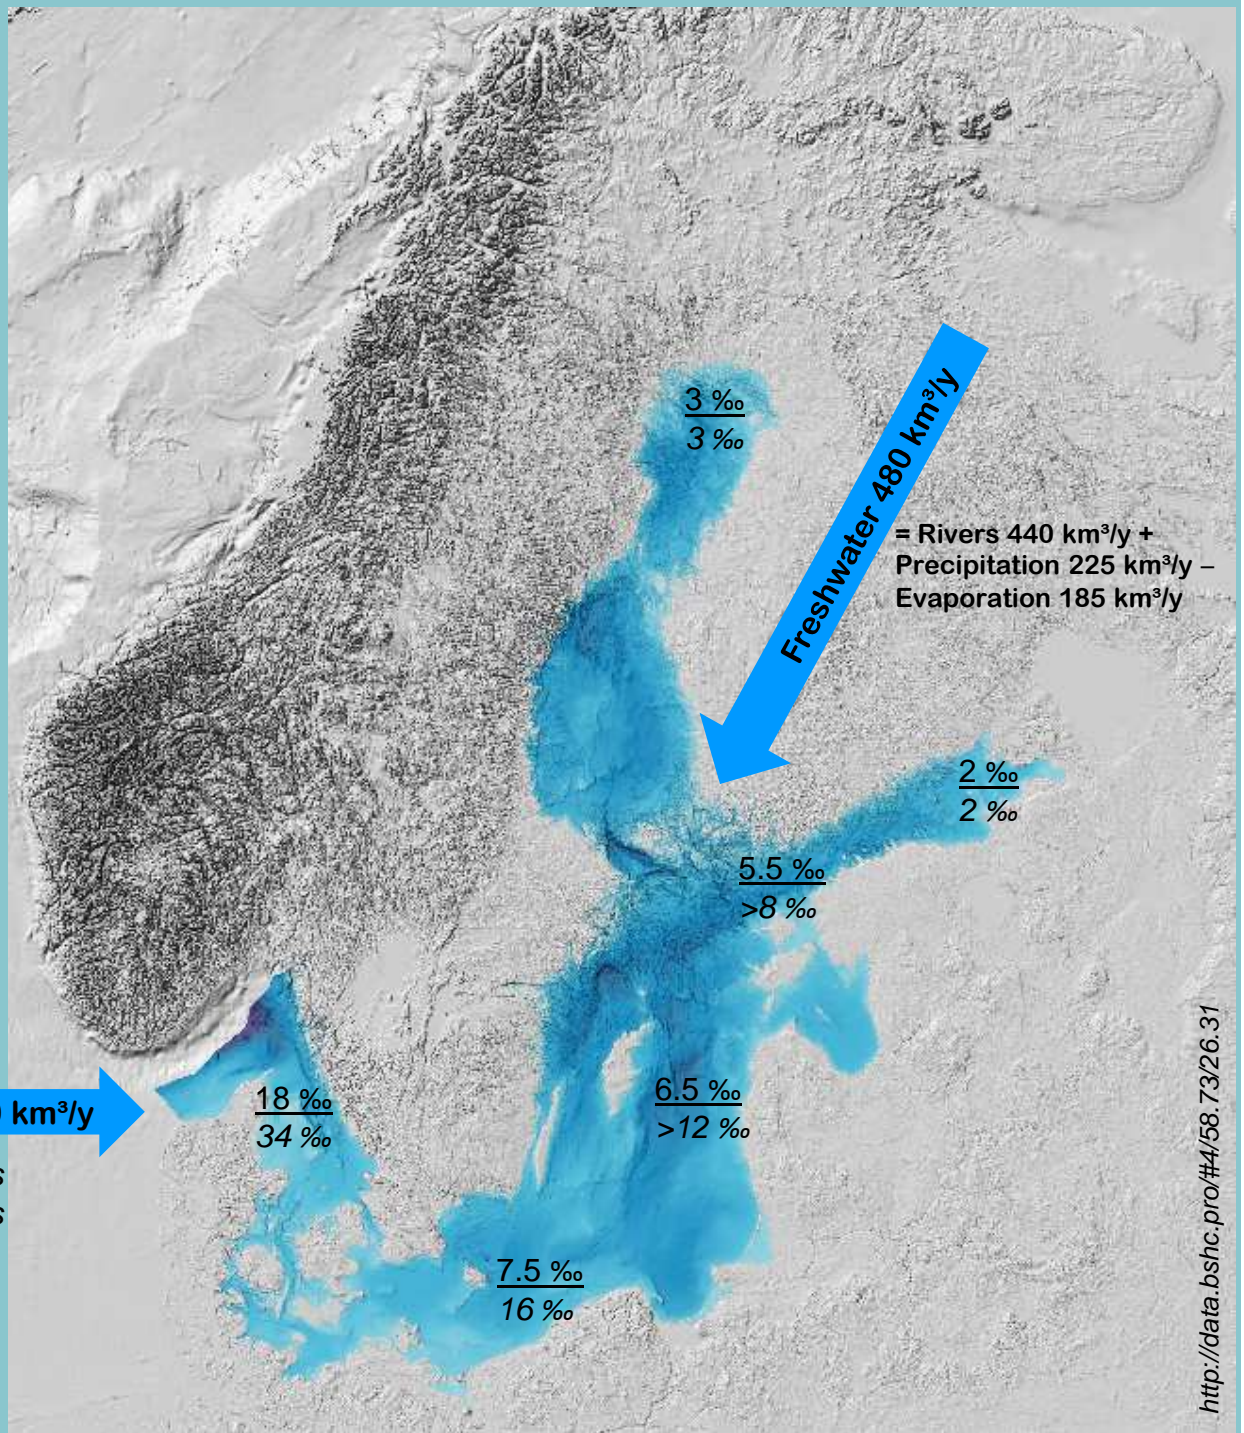 3 ‰
3 ‰
Freshwater 480 km³/y
= Rivers 440 km³/y +
Precipitation 225 km³/y –
Evaporation 185 km³/y
2 ‰
2 ‰
5.5 ‰
>8 ‰
km³/y
18 ‰
34 ‰
6.5 ‰
>12 ‰
7.5 ‰
16 ‰
http://data.bshc.pro/#4/58.73/26.31